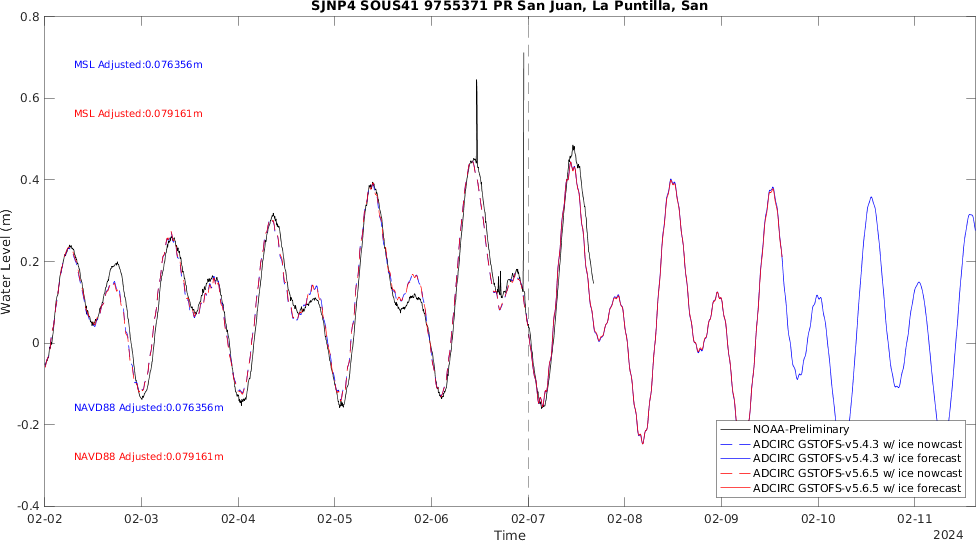 SJNP4 SOUS41 9755371 PR San Juan, La Puntilla, San
0.8
0.6
0.4
0.2
0
-0.2
-0.4
Water Level (m)
MSL Adjusted:0.076356m
MSL Adjusted:0.079161m
NAVD88 Adjusted:0.076356m
NAVD88 Adjusted:0.079161m
NOAA-Preliminary
ADCIRC GSTOFS-v5.4.3 w/ ice nowcast
ADCIRC GSTOFS-v5.4.3 w/ ice forecast
ADCIRC GSTOFS-v5.6.5 w/ ice nowcast
ADCIRC GSTOFS-v5.6.5 w/ ice forecast
02-02 02-03 02-04 02-05 02-06 02-07 02-08 02-09 02-10 02-11
Time
2024